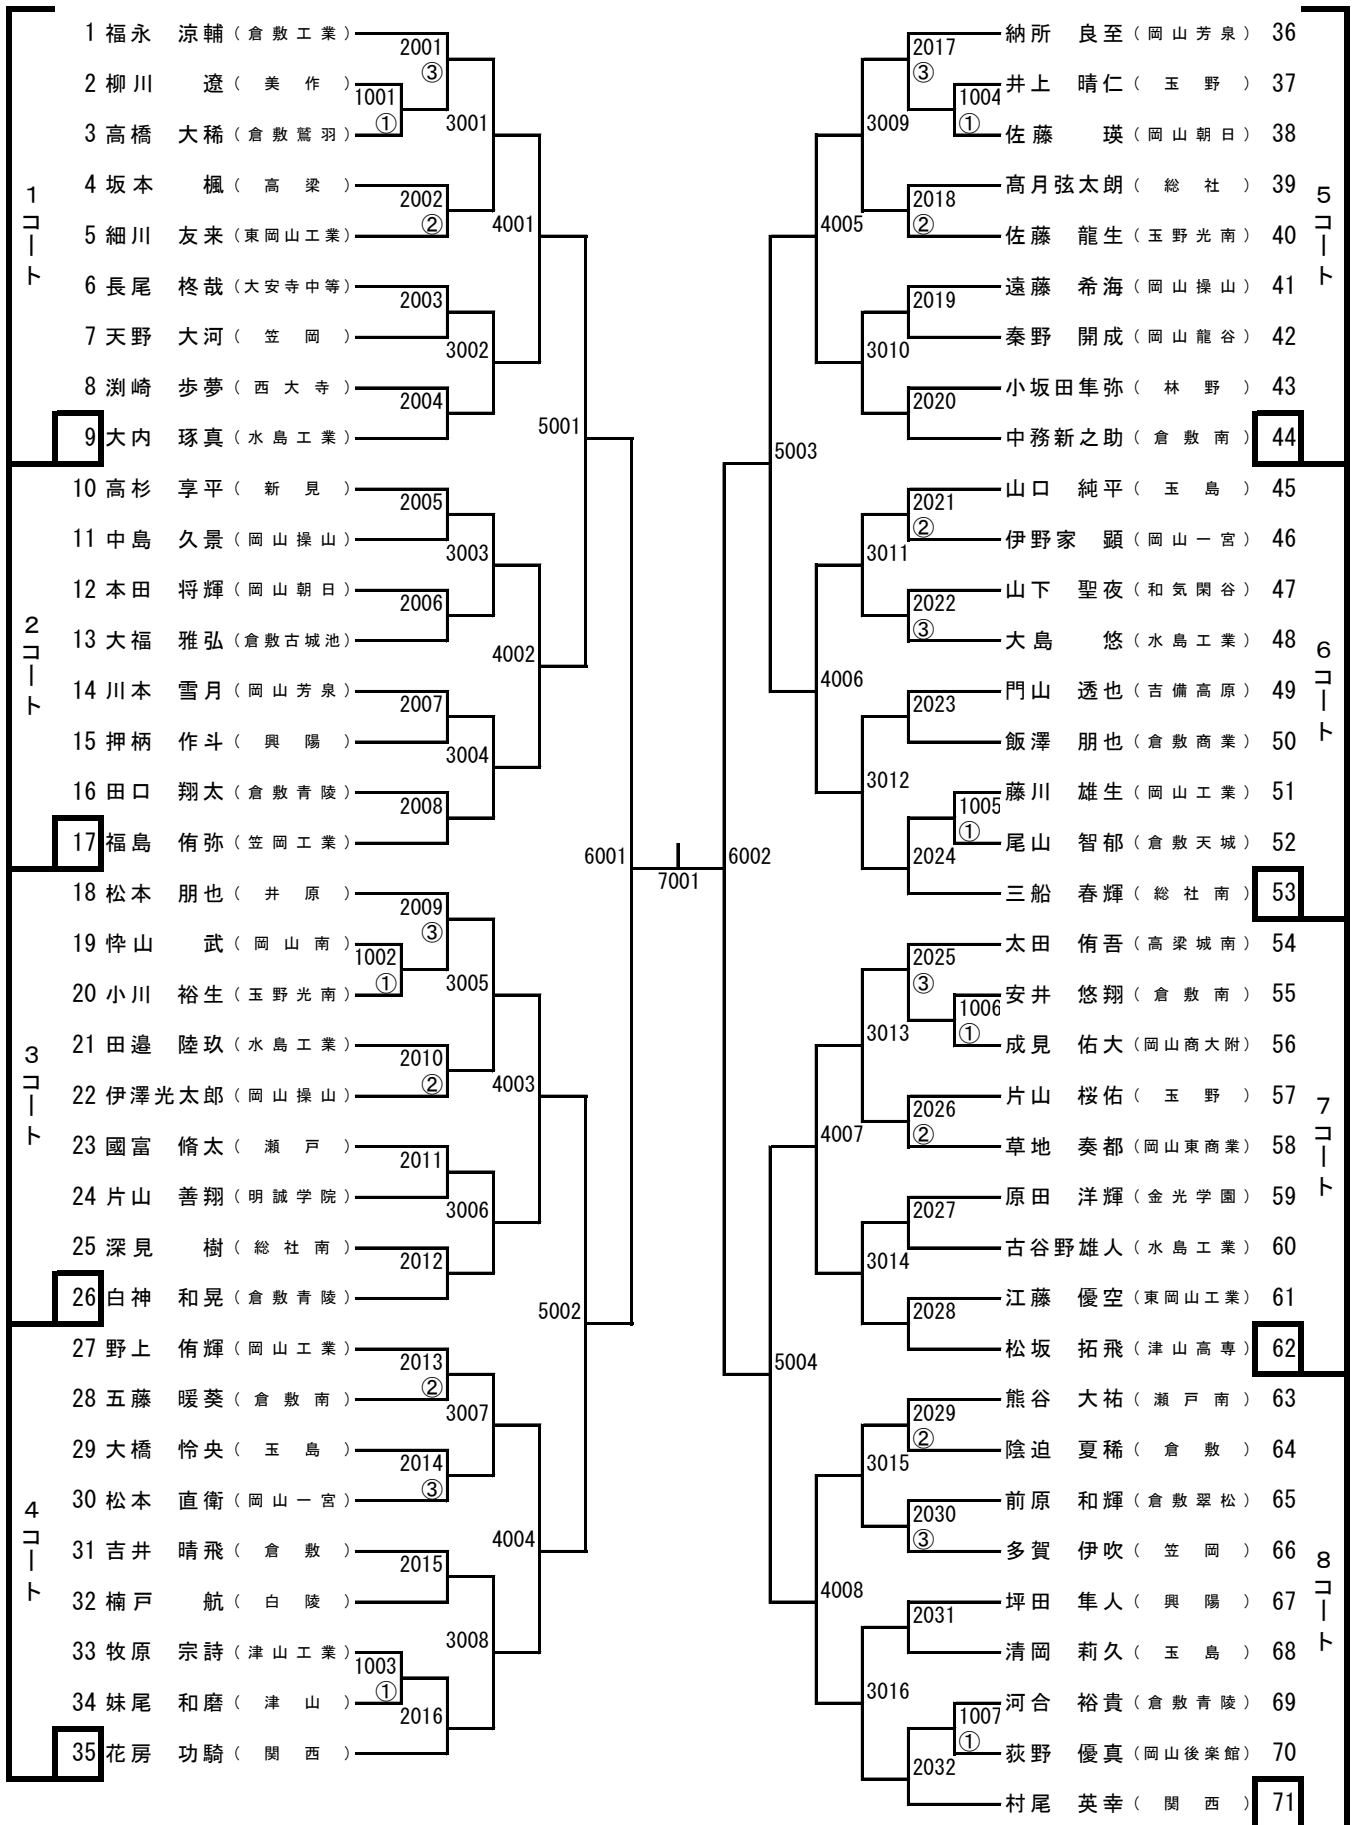 1コート
1 福永 涼輔（倉敷工業）
2 柳川 遼（美作）
3 高橋 大稀（倉敷鷲羽）
4 坂本 楓（高梁）
5 細川 友来（東岡山工業）
6 長尾 柊哉（大安寺中等）
7 天野 大河（笠岡）
8 渕崎 歩夢（西大寺）
9 大内 琢真（水島工業）
2コート
10 高杉 享平（新見）
11 中島 久景（岡山操山）
12 本田 将輝（岡山朝日）
13 大福 雅弘（倉敷古城池）
14 川本 雪月（岡山芳泉）
15 押柄 作斗（興陽）
16 田口 翔太（倉敷青陵）
17 福島 侑弥（笠岡工業）
3コート
18 松本 朋也（井原）
19 忰山 武（岡山南）
20 小川 裕生（玉野光南）
21 田邉 陸玖（水島工業）
22 伊澤光太郎（岡山操山）
23 國富 脩太（瀬戸）
24 片山 善翔（明誠学院）
25 深見 樹（総社南）
26 白神 和晃（倉敷青陵）
4コート
27 野上 侑輝（岡山工業）
28 五藤 暖葵（倉敷南）
29 大橋 怜央（玉島）
30 松本 直衛（岡山一宮）
31 吉井 晴飛（倉敷）
32 楠戸 航（白陵）
33 牧原 宗詩（津山工業）
34 妹尾 和磨（津山）
35 花房 功騎（関西）
1001 ①
1002 ①
1003 ①
2001 ③
2002 ②
2003
2004
2005
2006
2007
2008
2009 ③
2010 ②
2011
2012
2013 ②
2014 ③
2015
2016
3001
3002
3003
3004
3005
3006
3007
3008
4001
4002
4003
4004
5001
5002
6001
7001
6002
5003
5004
4005
4006
4007
4008
3009
3010
3011
3012
3013
3014
3015
3016
2017 ③
2018 ②
2019
2020
2021 ②
2022 ③
2023
2024
2025 ③
2026 ②
2027
2028
2029 ②
2030 ③
2031
2032
1004 ①
1005 ①
1006 ①
1007 ①
納所 良至（岡山芳泉） 36
井上 晴仁（玉野） 37
佐藤 瑛（岡山朝日） 38
髙月弦太朗（総社） 39
佐藤 龍生（玉野光南） 40
遠藤 希海（岡山操山） 41
秦野 開成（岡山龍谷） 42
小坂田隼弥（林野） 43
中務新之助（倉敷南） 44
5コート
山口 純平（玉島） 45
伊野家 顕（岡山一宮） 46
山下 聖夜（和気閑谷） 47
大島 悠（水島工業） 48
門山 透也（吉備高原） 49
飯澤 朋也（倉敷商業） 50
藤川 雄生（岡山工業） 51
尾山 智郁（倉敷天城） 52
三船 春輝（総社南） 53
6コート
太田 侑吾（高梁城南） 54
安井 悠翔（倉敷南） 55
成見 佑大（岡山商大附） 56
片山 桜佑（玉野） 57
草地 奏都（岡山東商業） 58
原田 洋輝（金光学園） 59
古谷野雄人（水島工業） 60
江藤 優空（東岡山工業） 61
松坂 拓飛（津山高専） 62
7コート
熊谷 大祐（瀬戸南） 63
陰迫 夏稀（倉敷） 64
前原 和輝（倉敷翠松） 65
多賀 伊吹（笠岡） 66
坪田 隼人（興陽） 67
清岡 莉久（玉島） 68
河合 裕貴（倉敷青陵） 69
荻野 優真（岡山後楽館） 70
村尾 英幸（関西） 71
8コート